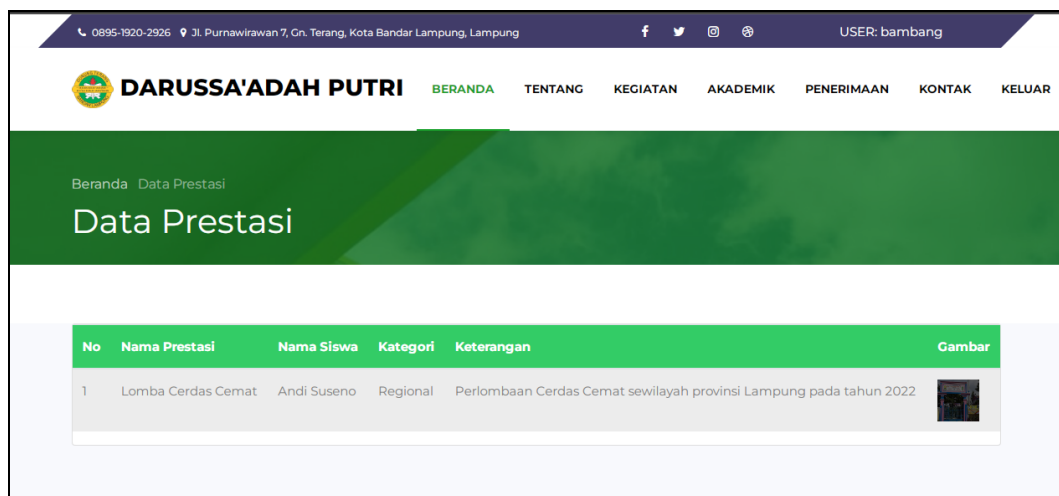 0895-1920-2926 Jl. Purnawirawan 7, Gn. Terang, Kota Bandar Lampung, Lampung USER: bambang
DARUSSA'ADAH PUTRI BERANDA TENTANG KEGIATAN AKADEMIK PENERIMAAN KONTAK KELUAR
Beranda Data Prestasi
Data Prestasi
No Nama Prestasi Nama Siswa Kategori Keterangan Gambar
1 Lomba Cerdas Cemat Andi Suseno Regional Perlombaan Cerdas Cemat sewilayah provinsi Lampung pada tahun 2022